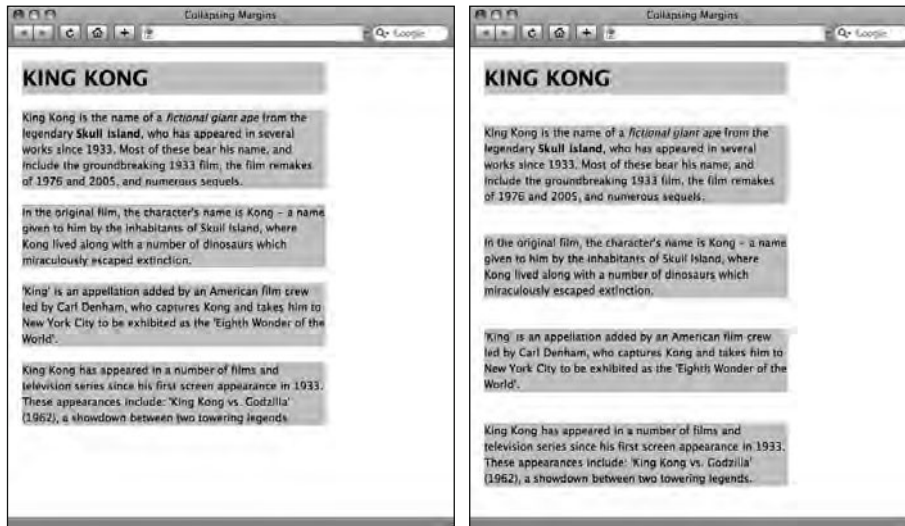 Collapsing Margins
Google
KING KONG
King Kong is the name of a fictional giant ape from the
legendary Skull Island, who has appeared in several
works since 1933. Most of these bear his name, and
include the groundbreaking 1933 film, the film remakes
of 1976 and 2005, and numerous sequels.
In the original film, the character's name is Kong – a name
given to him by the inhabitants of Skull Island, where
Kong lived along with a number of dinosaurs which
miraculously escaped extinction.
'King' is an appellation added by an American film crew
led by Carl Denham, who captures Kong and takes him to
New York City to be exhibited as the 'Eighth Wonder of the
World'.
King Kong has appeared in a number of films and
television series since his first screen appearance in 1933.
These appearances include: 'King Kong vs. Godzilla'
(1962), a showdown between two towering legends.
Collapsing Margins
Google
KING KONG
King Kong is the name of a fictional giant ape from the
legendary Skull Island, who has appeared in several
works since 1933. Most of these bear his name, and
include the groundbreaking 1933 film, the film remakes
of 1976 and 2005, and numerous sequels.
In the original film, the character's name is Kong – a name
given to him by the inhabitants of Skull Island, where
Kong lived along with a number of dinosaurs which
miraculously escaped extinction.
'King' is an appellation added by an American film crew
led by Carl Denham, who captures Kong and takes him to
New York City to be exhibited as the 'Eighth Wonder of the
World'.
King Kong has appeared in a number of films and
television series since his first screen appearance in 1933.
These appearances include: 'King Kong vs. Godzilla'
(1962), a showdown between two towering legends.